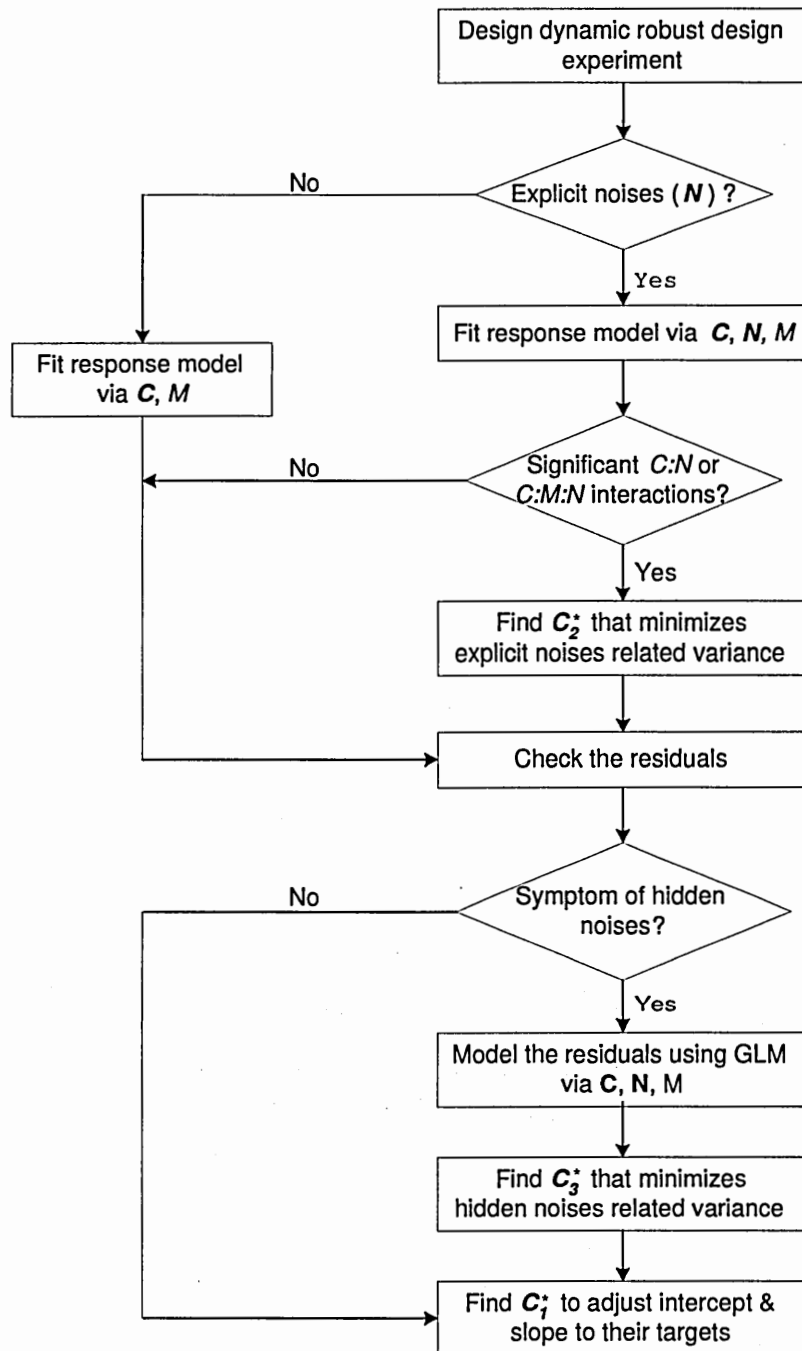 Design dynamic robust design
experiment
No
Explicit noises (N) ?
Yes
Fit response model via C, N, M
Fit response model
via C, M
No
Significant C:N or
C:M:N interactions?
Yes
Find C*2 that minimizes
explicit noises related variance
Check the residuals
No
Symptom of hidden
noises?
Yes
Model the residuals using GLM
via C, N, M
Find C*3 that minimizes
hidden noises related variance
Find C*1 to adjust intercept &
slope to their targets